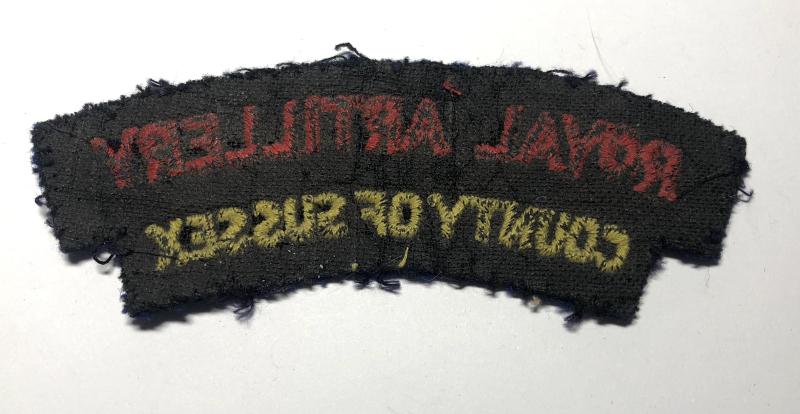 ROYAL ARTILLERY
COUNTY OF SUSSEX